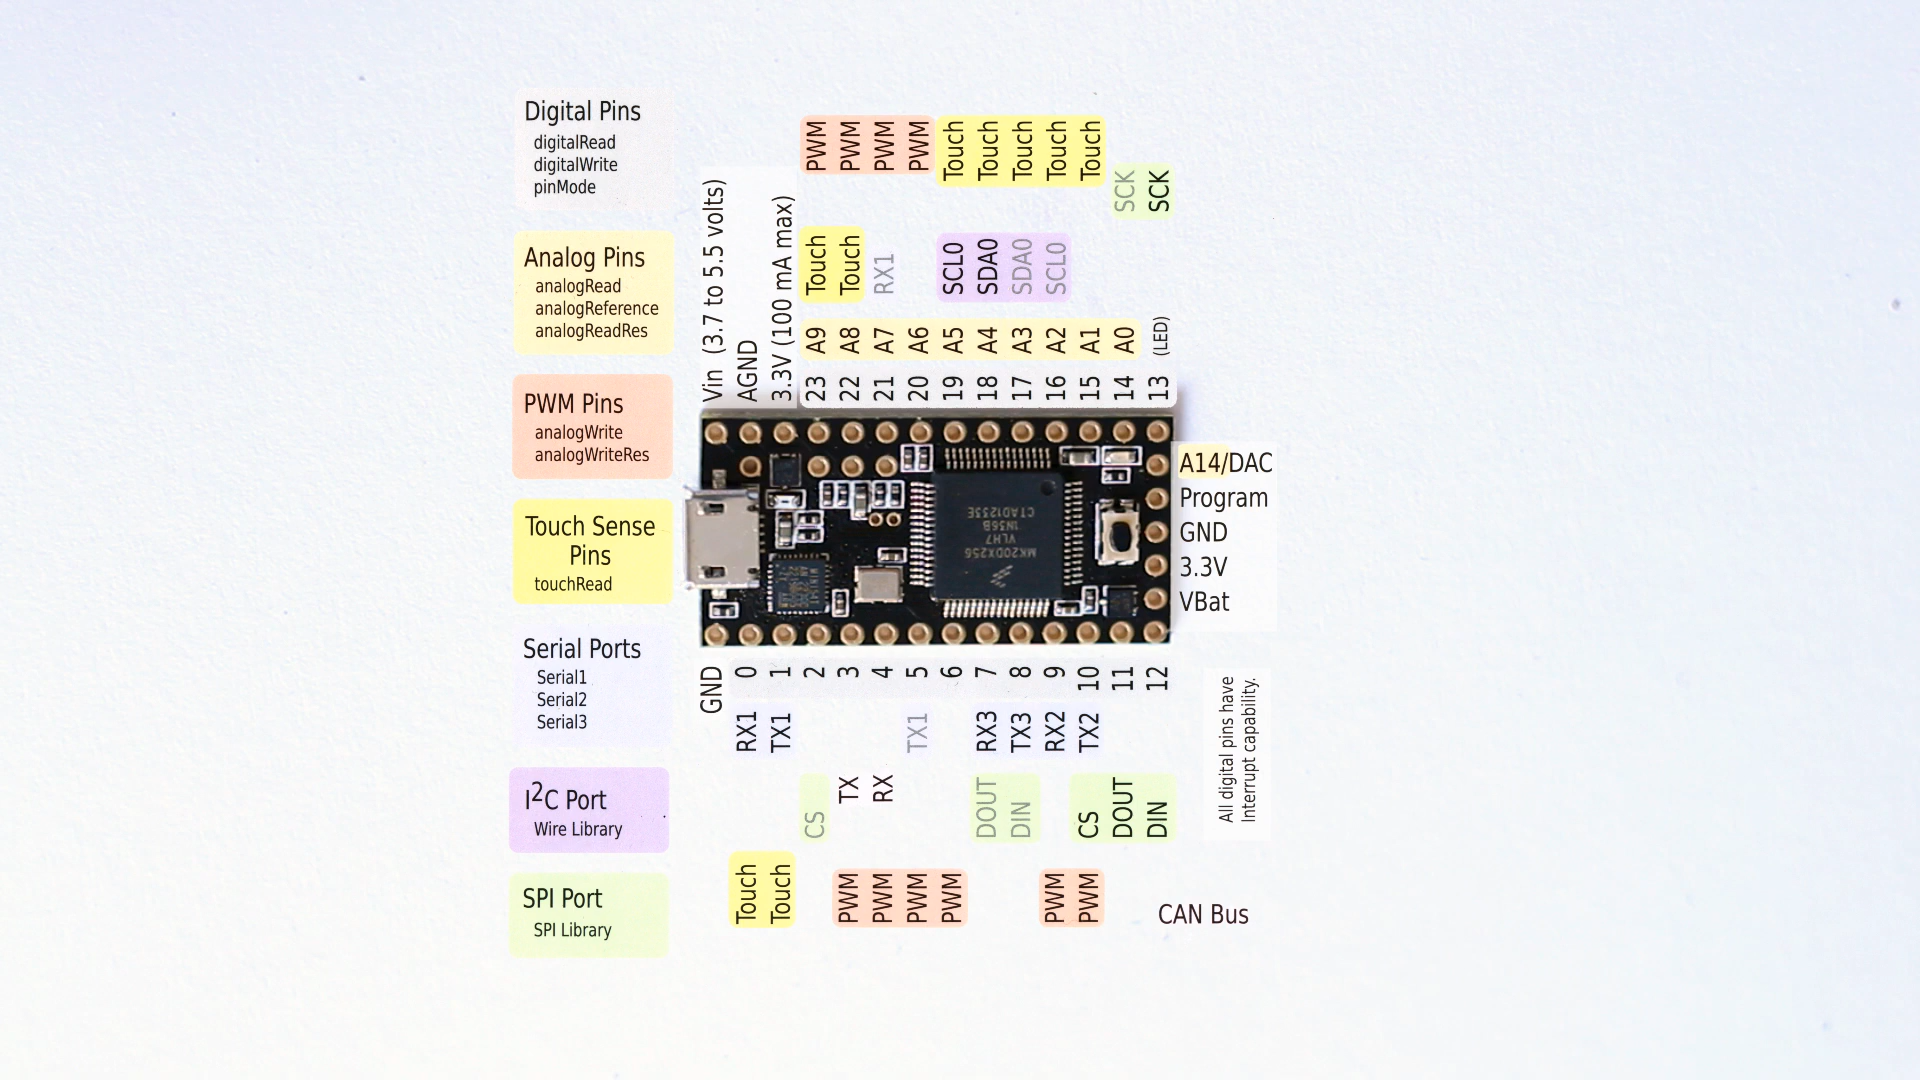 Digital Pins
digitalRead
digitalWrite
pinMode
Analog Pins
analogRead
analogReference
analogReadRes
PWM Pins
analogWrite
analogWriteRes
Touch Sense
Pins
touchRead
Serial Ports
Serial1
Serial2
Serial3
I²C Port
Wire Library
SPI Port
SPI Library
PWM PWM PWM PWM Touch Touch Touch Touch Touch
SCK SCK
Touch Touch RX1 SCL0 SDA0 SDA0 SCL0
A9 A8 A7 A6 A5 A4 A3 A2 A1 A0 (LED)
Vin (3.7 to 5.5 volts)
AGND
3.3V (100 mA max)
23 22 21 20 19 18 17 16 15 14 13
A14/DAC
Program
GND
3.3V
VBat
MK20DX256
VLH7
1N36B
CTAD1233E
GND 0 1 2 3 4 5 6 7 8 9 10 11 12
RX1 TX1 TX1 RX3 TX3 RX2 TX2
CS TX RX DOUT DIN CS DOUT DIN
Touch Touch PWM PWM PWM PWM PWM PWM
All digital pins have
Interrupt capability.
CAN Bus